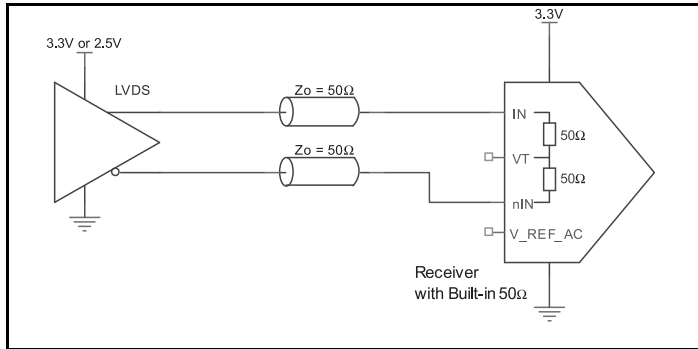 3.3V
3.3V or 2.5V
LVDS
Zo = 50Ω
IN
50Ω
Zo = 50Ω
VT
50Ω
nIN
V_REF_AC
Receiver
with Built-in 50Ω